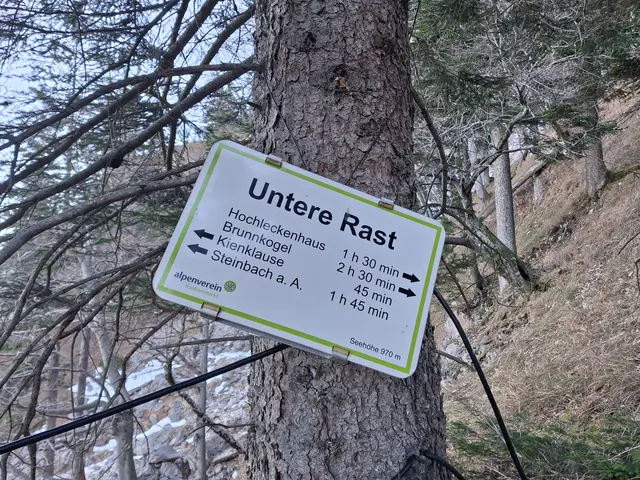 Untere Rast
Hochleckenhaus 1 h 30 min
Brunnkogel 2 h 30 min
Kienklause 45 min
Steinbach a. A. 1 h 45 min
alpenverein
Seehöhe 970 m